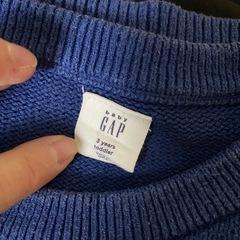 baby
GAP
3 years
toddler